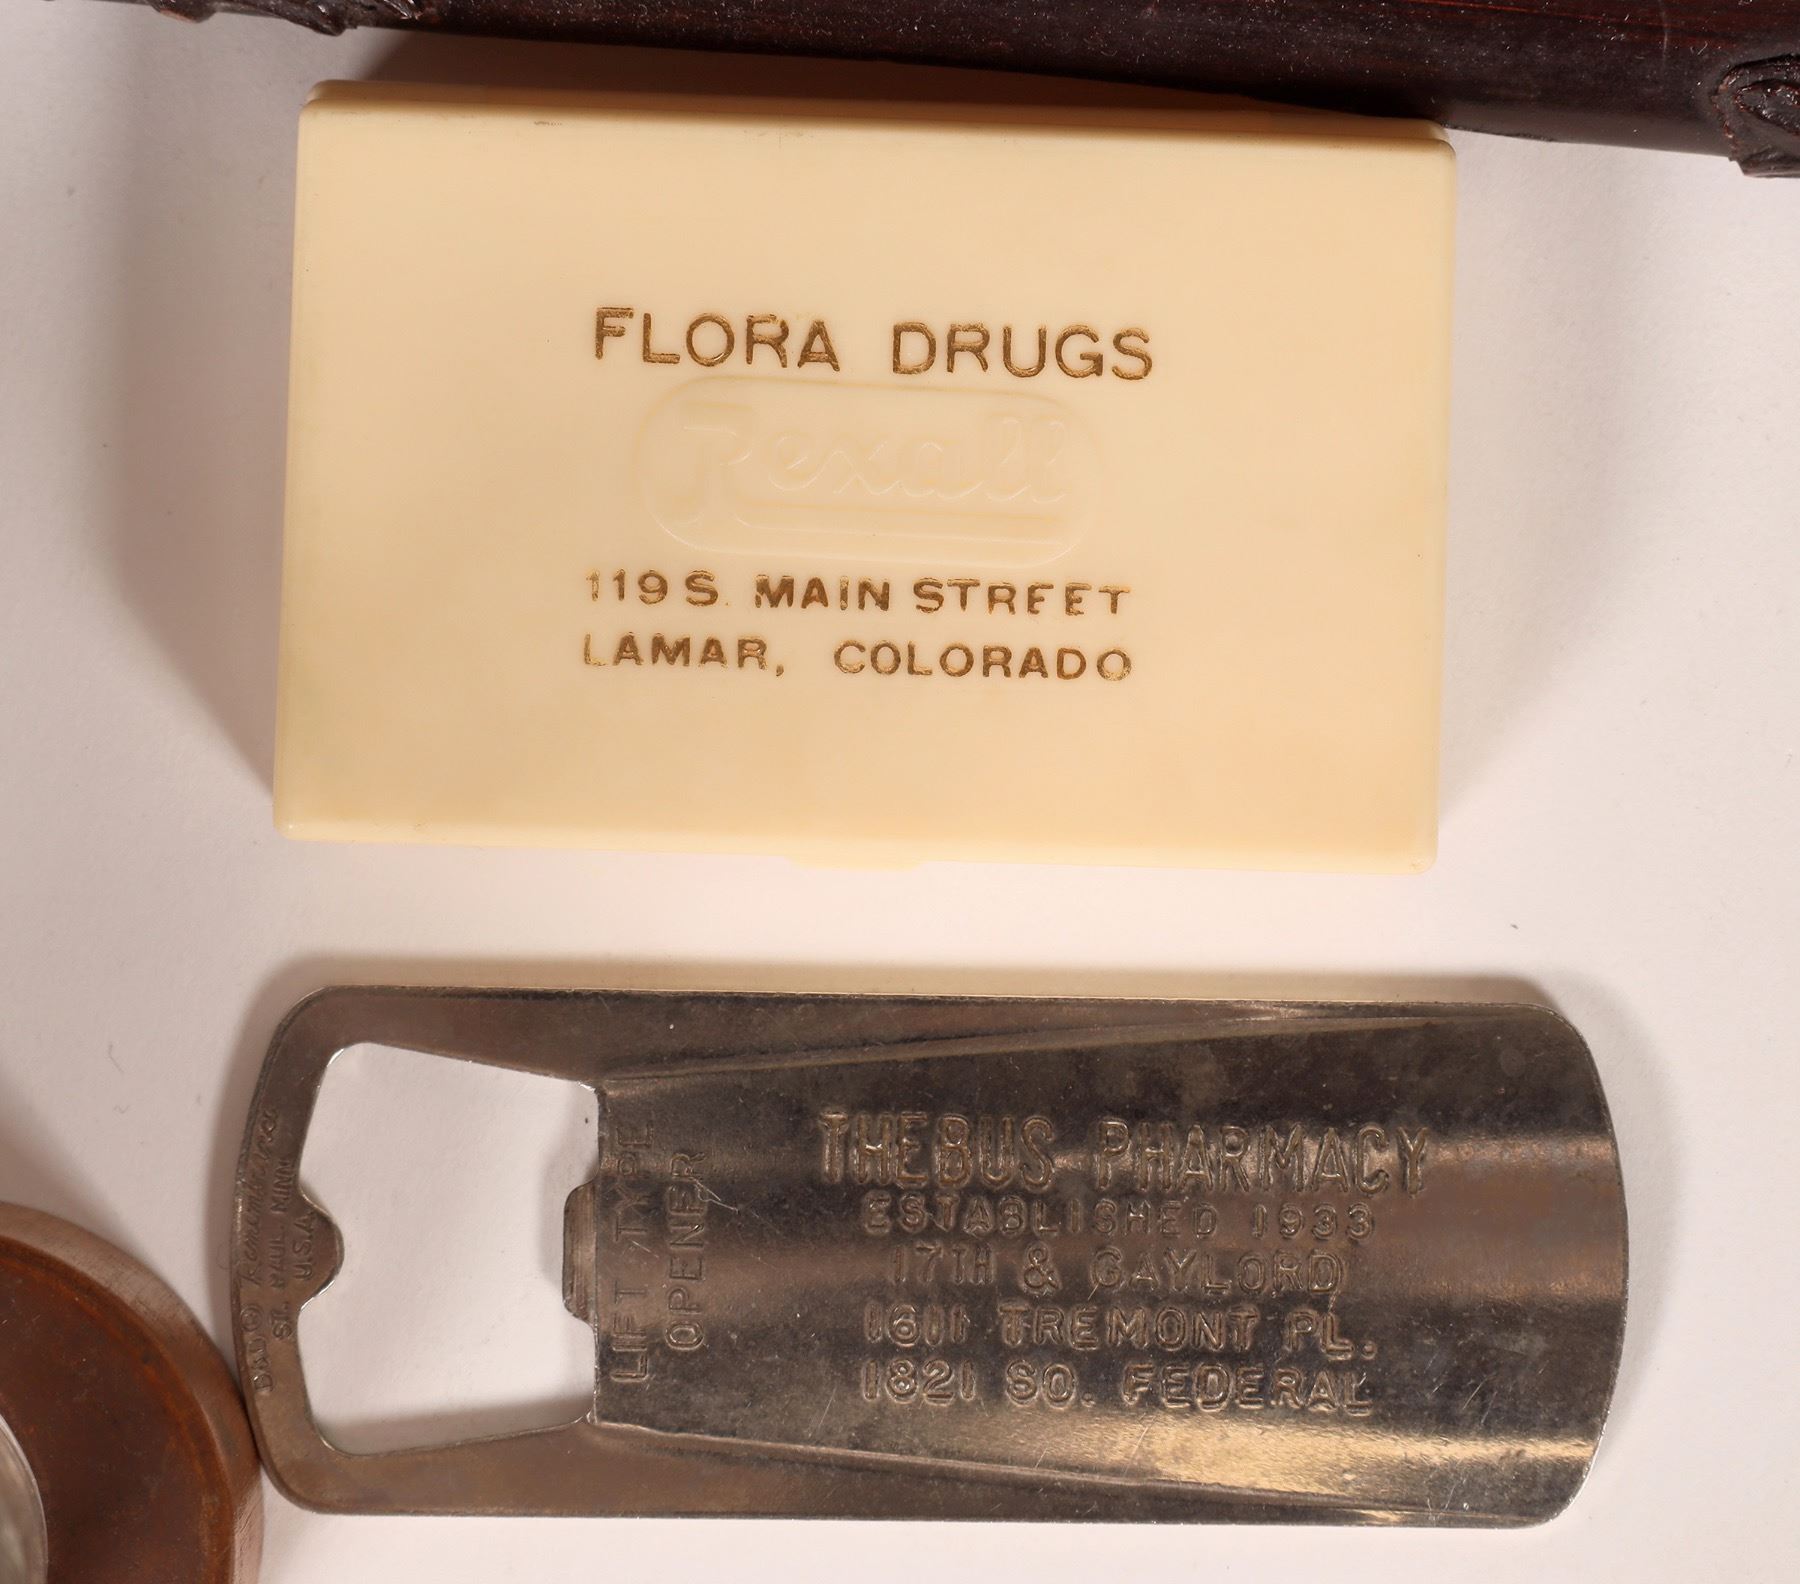 FLORA DRUGS
Rexall
119 S. MAIN STREET
LAMAR, COLORADO
THEBUS PHARMACY
ESTABLISHED 1933
17TH & GAYLORD
1611 TREMONT PL.
1821 SO. FEDERAL
LIFT TYPE
OPENER
ST. PAUL MINN
U.S.A.